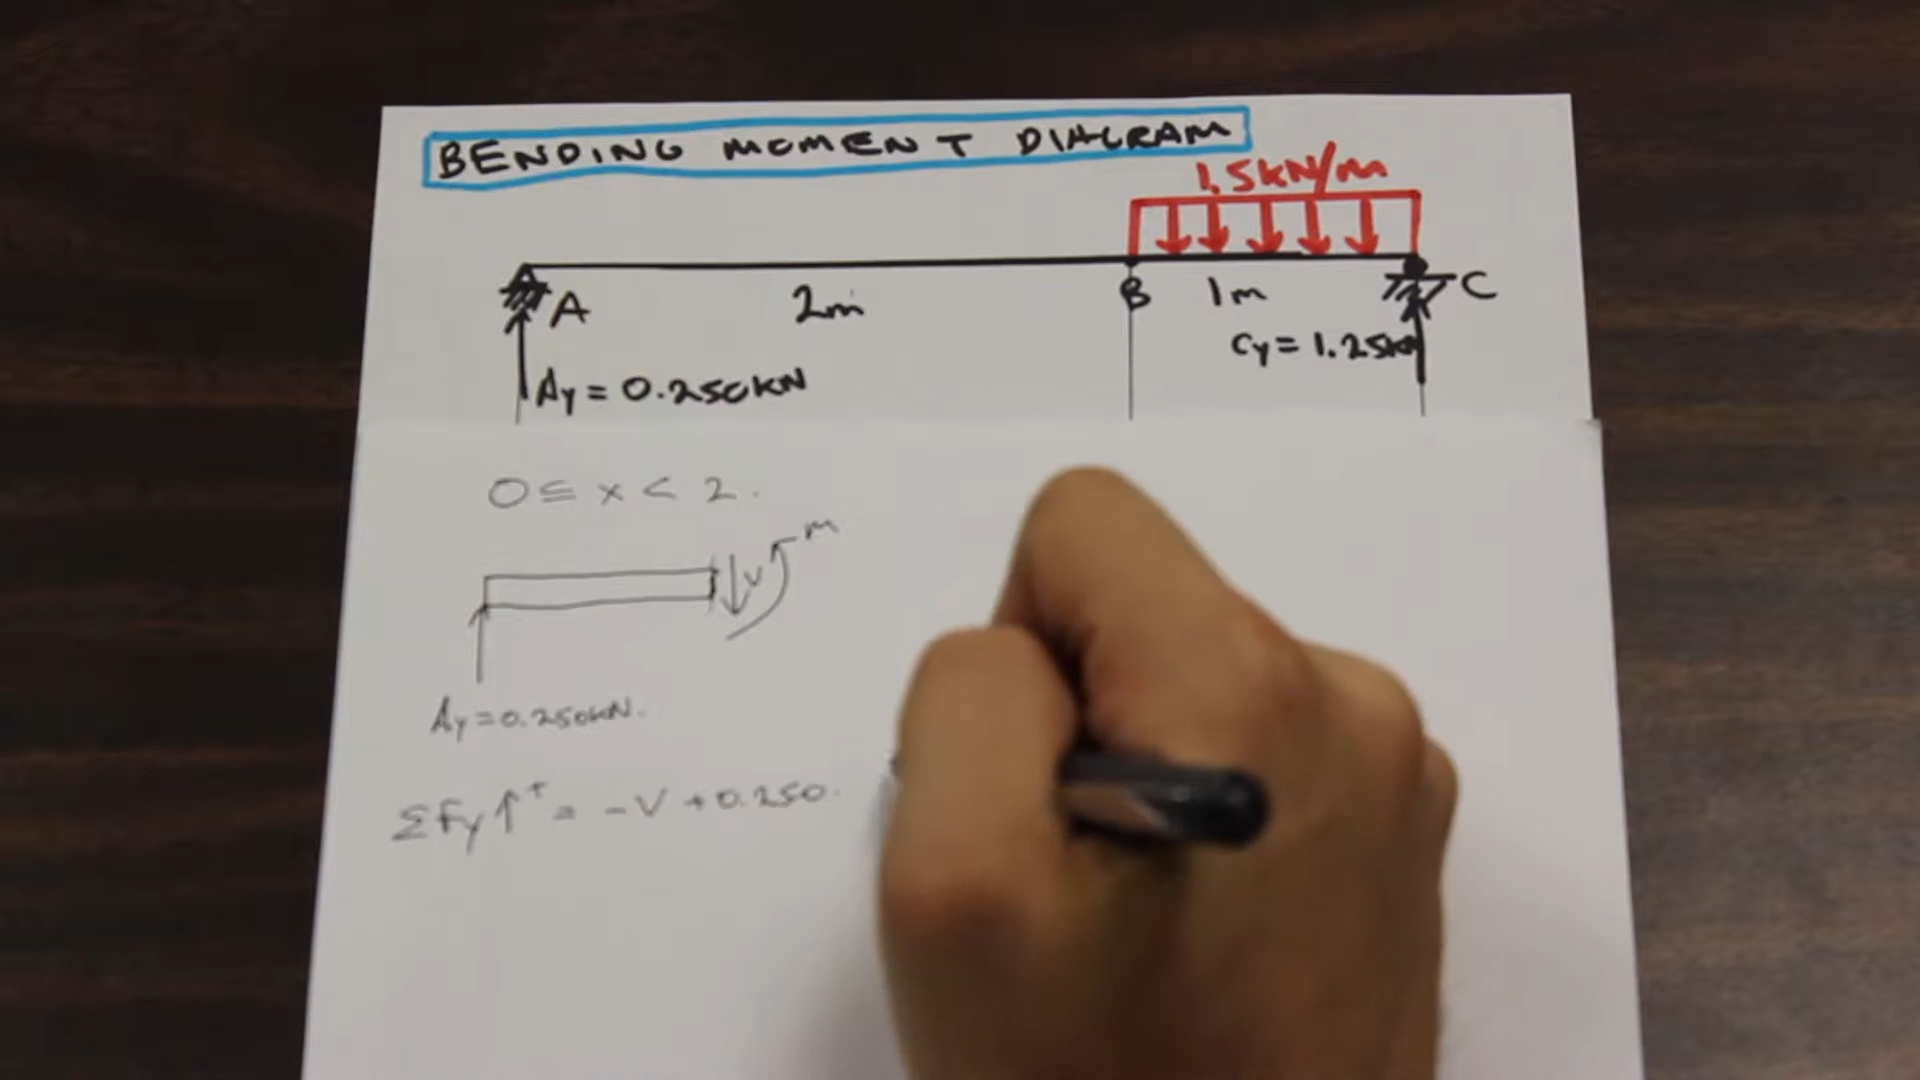 BENDING MOMENT DIAGRAM
1.5kN/m
A
2m
B
1m
C
Ay = 0.250kN
Cy = 1.25kN
0 ≤ x < 2.
M
V
Ay = 0.250kN.
ΣFy↑+ = -V + 0.250.